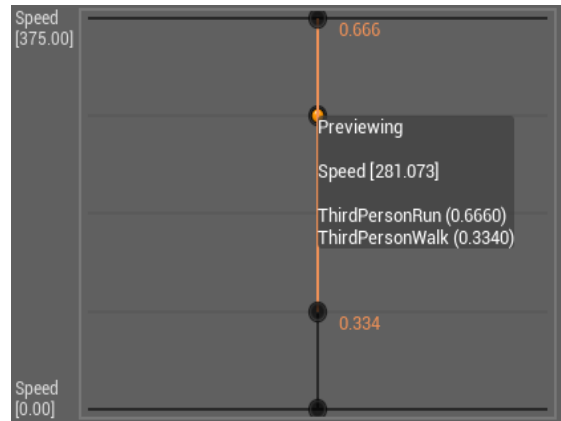 Speed
[375.00]
0.666
Previewing
Speed [281.073]
ThirdPersonRun (0.6660)
ThirdPersonWalk (0.3340)
0.334
Speed
[0.00]